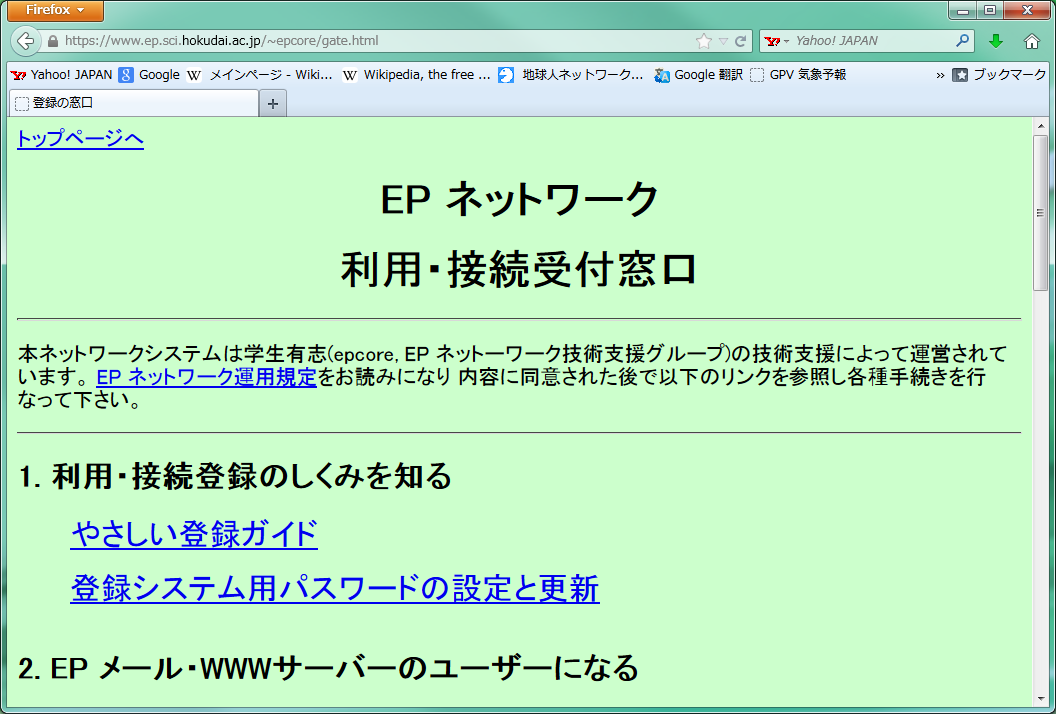 Firefox
https://www.ep.sci.hokudai.ac.jp/~epcore/gate.html
Yahoo! JAPAN
Yahoo! JAPAN Google メインページ - Wiki... Wikipedia, the free ... 地球人ネットワーク... Google 翻訳 GPV 気象予報 » ブックマーク
登録の窓口
トップページへ
EP ネットワーク
利用・接続受付窓口
本ネットワークシステムは学生有志(epcore, EP ネットーワーク技術支援グループ)の技術支援によって運営されて
います。 EP ネットワーク運用規定をお読みになり 内容に同意された後で以下のリンクを参照し各種手続きを行
なって下さい。
1. 利用・接続登録のしくみを知る
やさしい登録ガイド
登録システム用パスワードの設定と更新
2. EP メール・WWWサーバーのユーザーになる